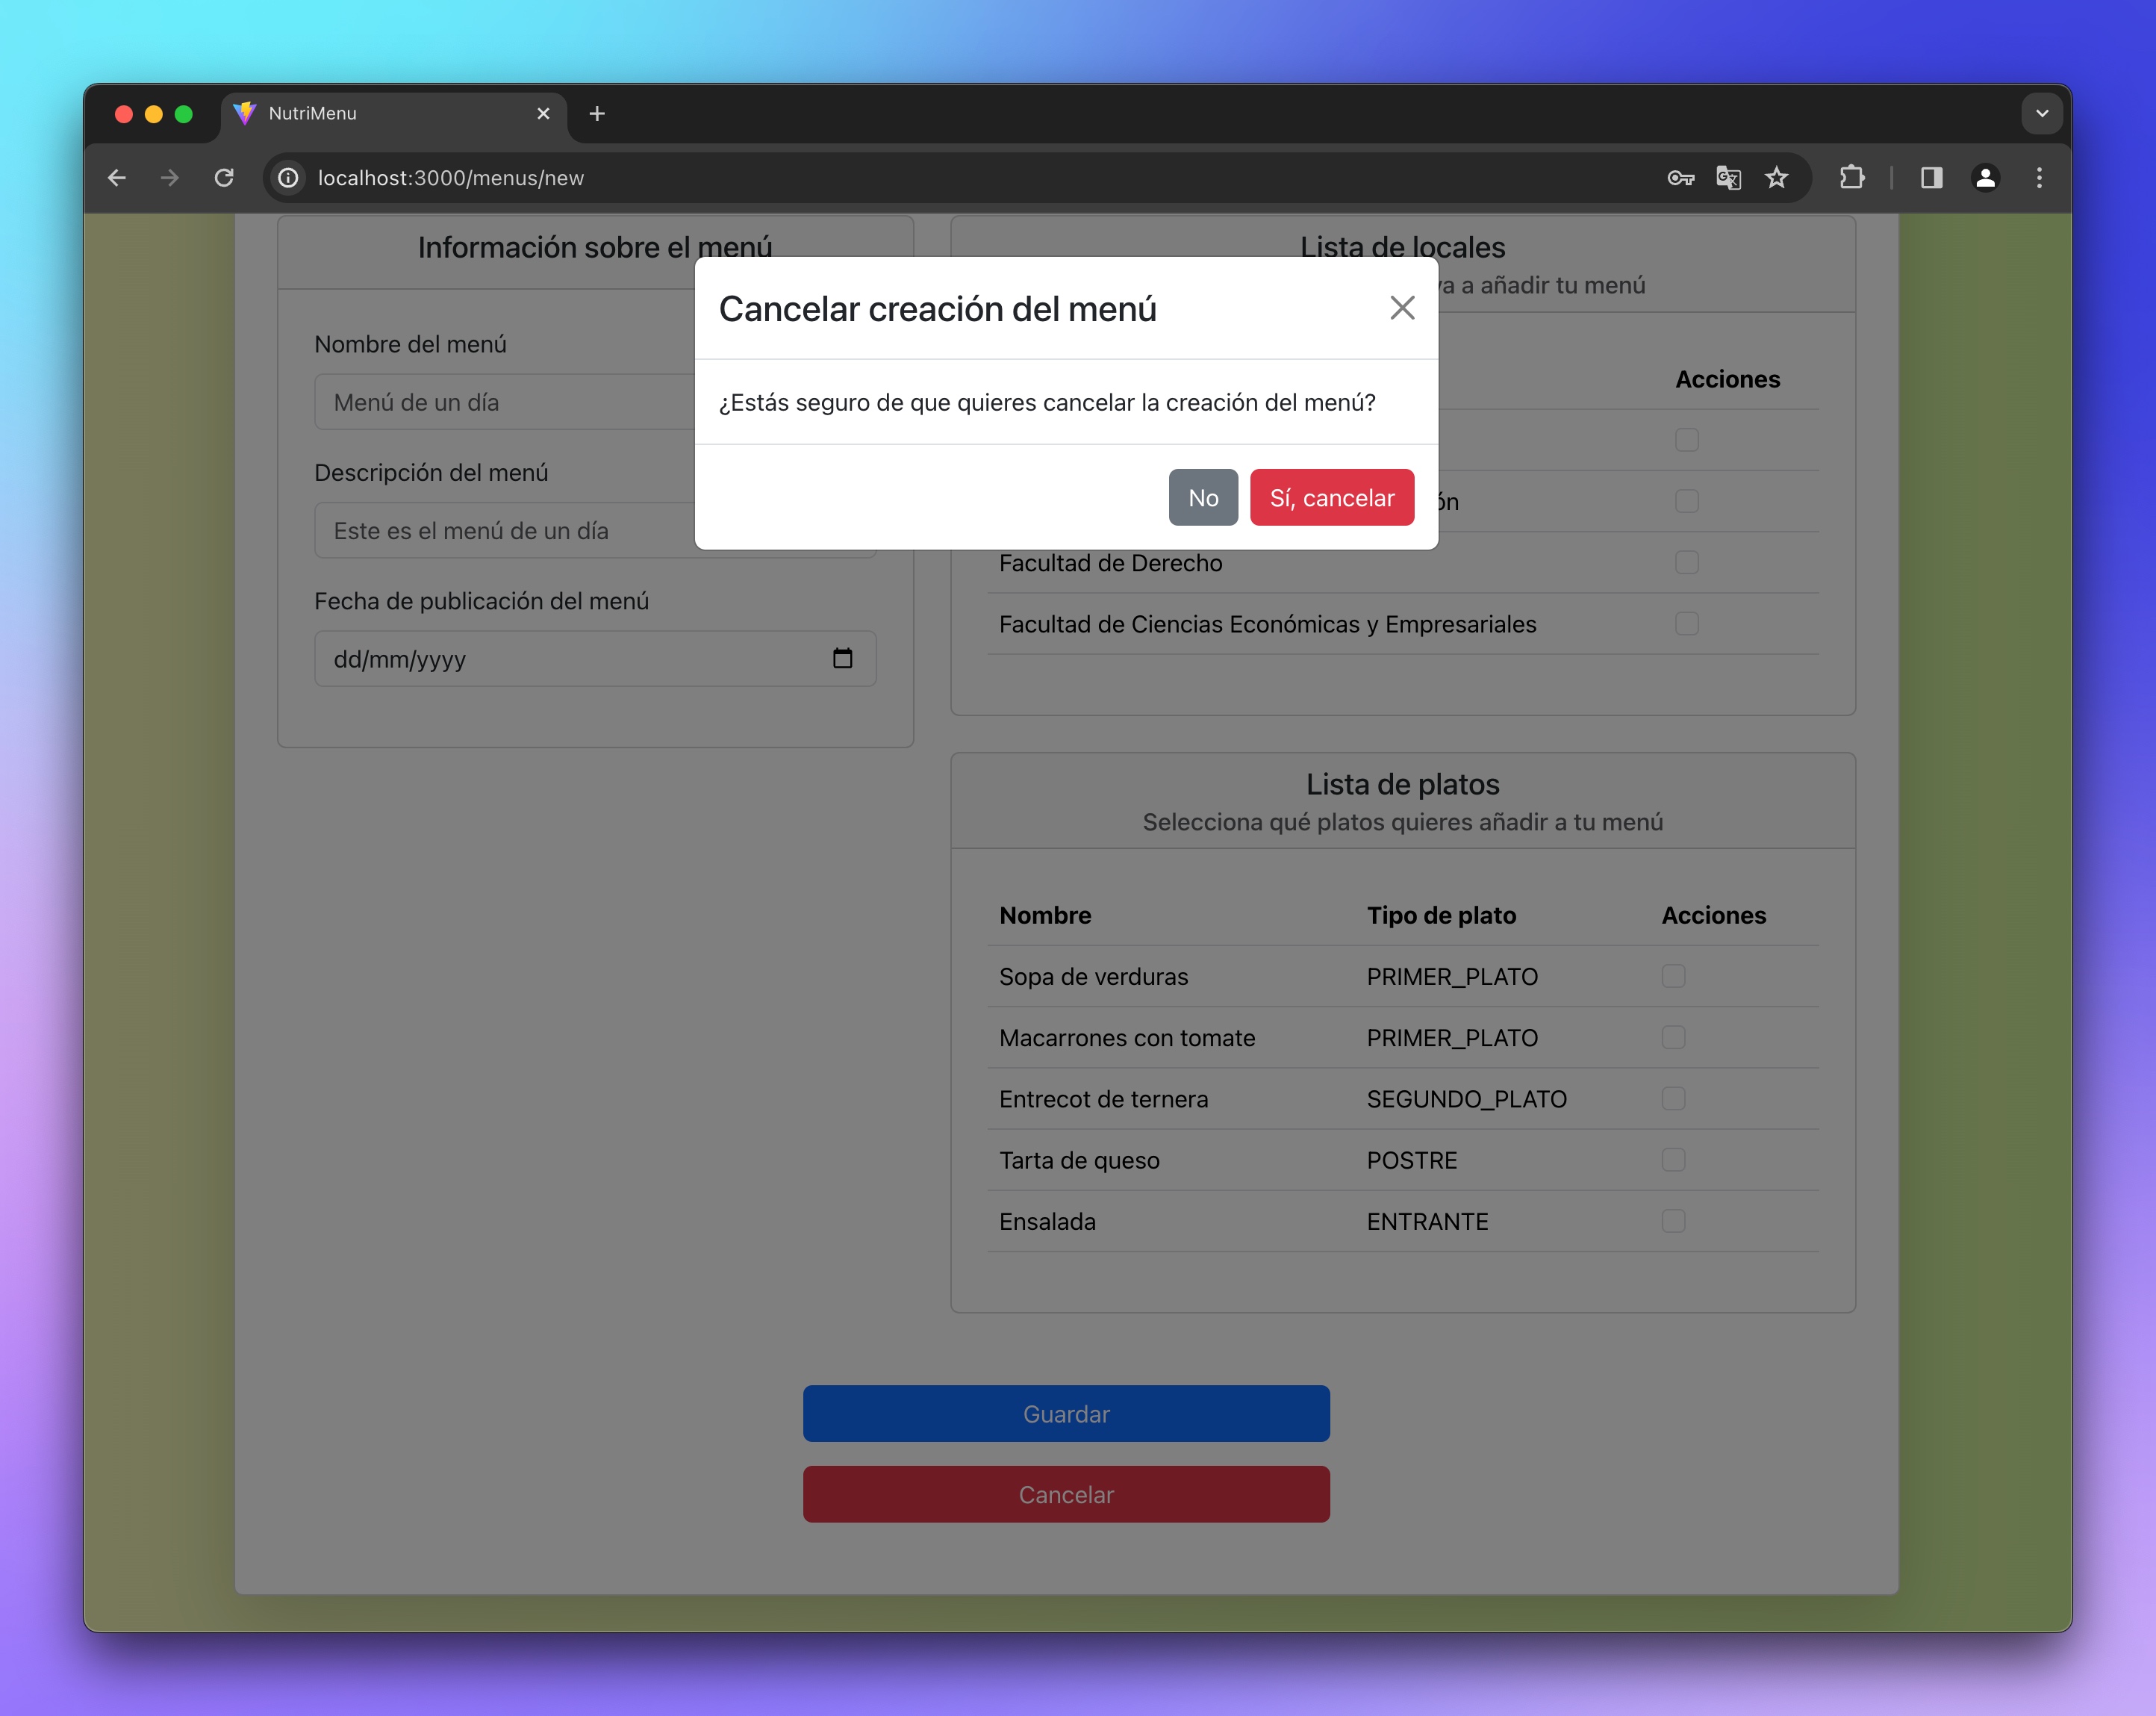 NutriMenu
localhost:3000/menus/new
Información sobre el menú
Nombre del menú
Menú de un día
Descripción del menú
Este es el menú de un día
Fecha de publicación del menú
dd/mm/yyyy
Lista de locales
a añadir tu menú
Acciones
Facultad de Derecho
Facultad de Ciencias Económicas y Empresariales
Cancelar creación del menú
¿Estás seguro de que quieres cancelar la creación del menú?
No
Sí, cancelar
Lista de platos
Selecciona qué platos quieres añadir a tu menú
Nombre Tipo de plato Acciones
Sopa de verduras PRIMER_PLATO
Macarrones con tomate PRIMER_PLATO
Entrecot de ternera SEGUNDO_PLATO
Tarta de queso POSTRE
Ensalada ENTRANTE
Guardar
Cancelar